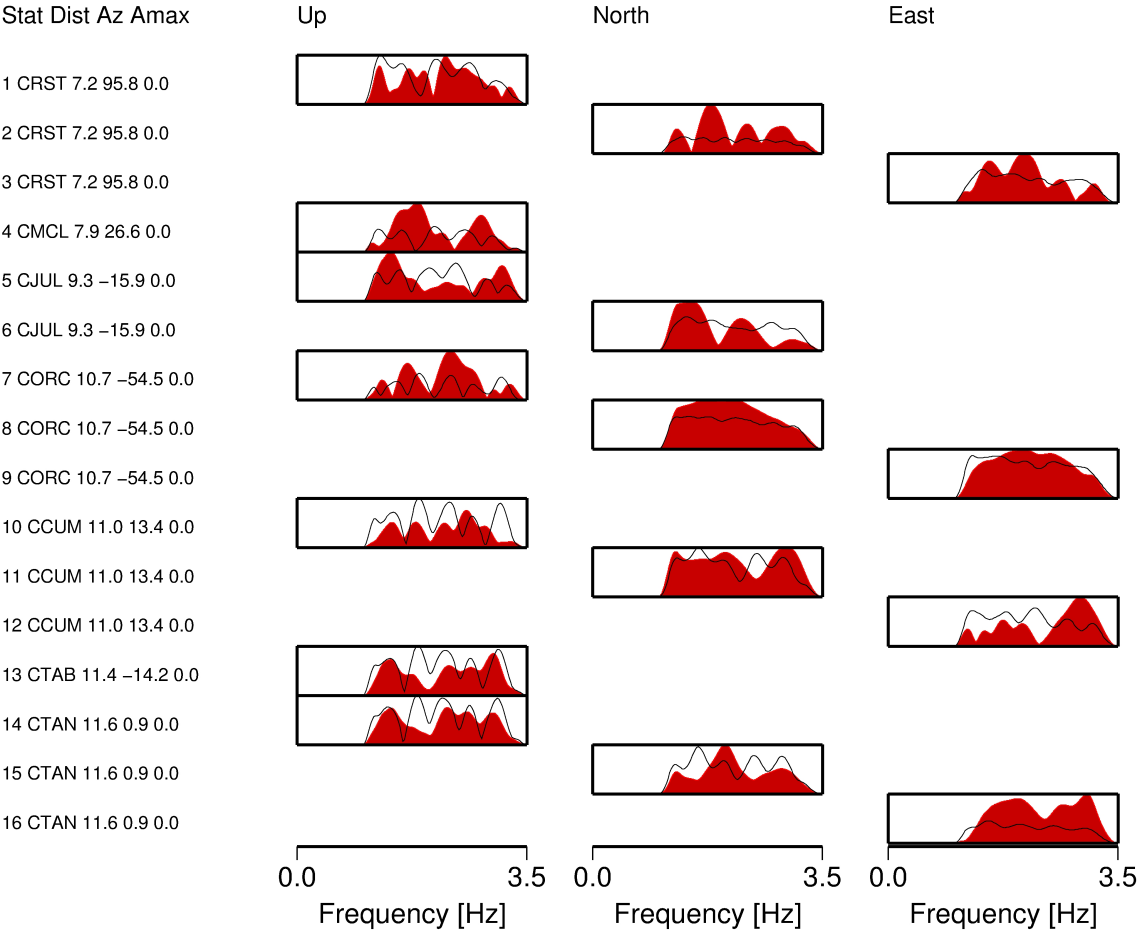 Stat Dist Az Amax Up North East
1 CRST 7.2 95.8 0.0
2 CRST 7.2 95.8 0.0
3 CRST 7.2 95.8 0.0
4 CMCL 7.9 26.6 0.0
5 CJUL 9.3 −15.9 0.0
6 CJUL 9.3 −15.9 0.0
7 CORC 10.7 −54.5 0.0
8 CORC 10.7 −54.5 0.0
9 CORC 10.7 −54.5 0.0
10 CCUM 11.0 13.4 0.0
11 CCUM 11.0 13.4 0.0
12 CCUM 11.0 13.4 0.0
13 CTAB 11.4 −14.2 0.0
14 CTAN 11.6 0.9 0.0
15 CTAN 11.6 0.9 0.0
16 CTAN 11.6 0.9 0.0
0.0 3.5 0.0 3.5 0.0 3.5
Frequency [Hz] Frequency [Hz] Frequency [Hz]